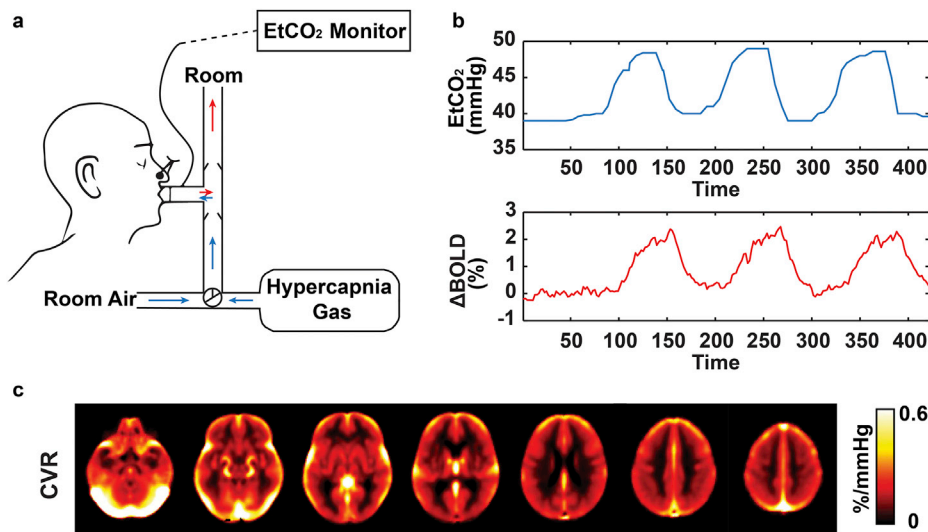 a
EtCO₂ Monitor
Room
Room Air
Hypercapnia
Gas
b
EtCO₂
(mmHg)
50
45
40
35
50 100 150 200 250 300 350 400
Time
ΔBOLD
(%)
3
2
1
0
-1
50 100 150 200 250 300 350 400
Time
c
CVR
0.6
0
%/mmHg